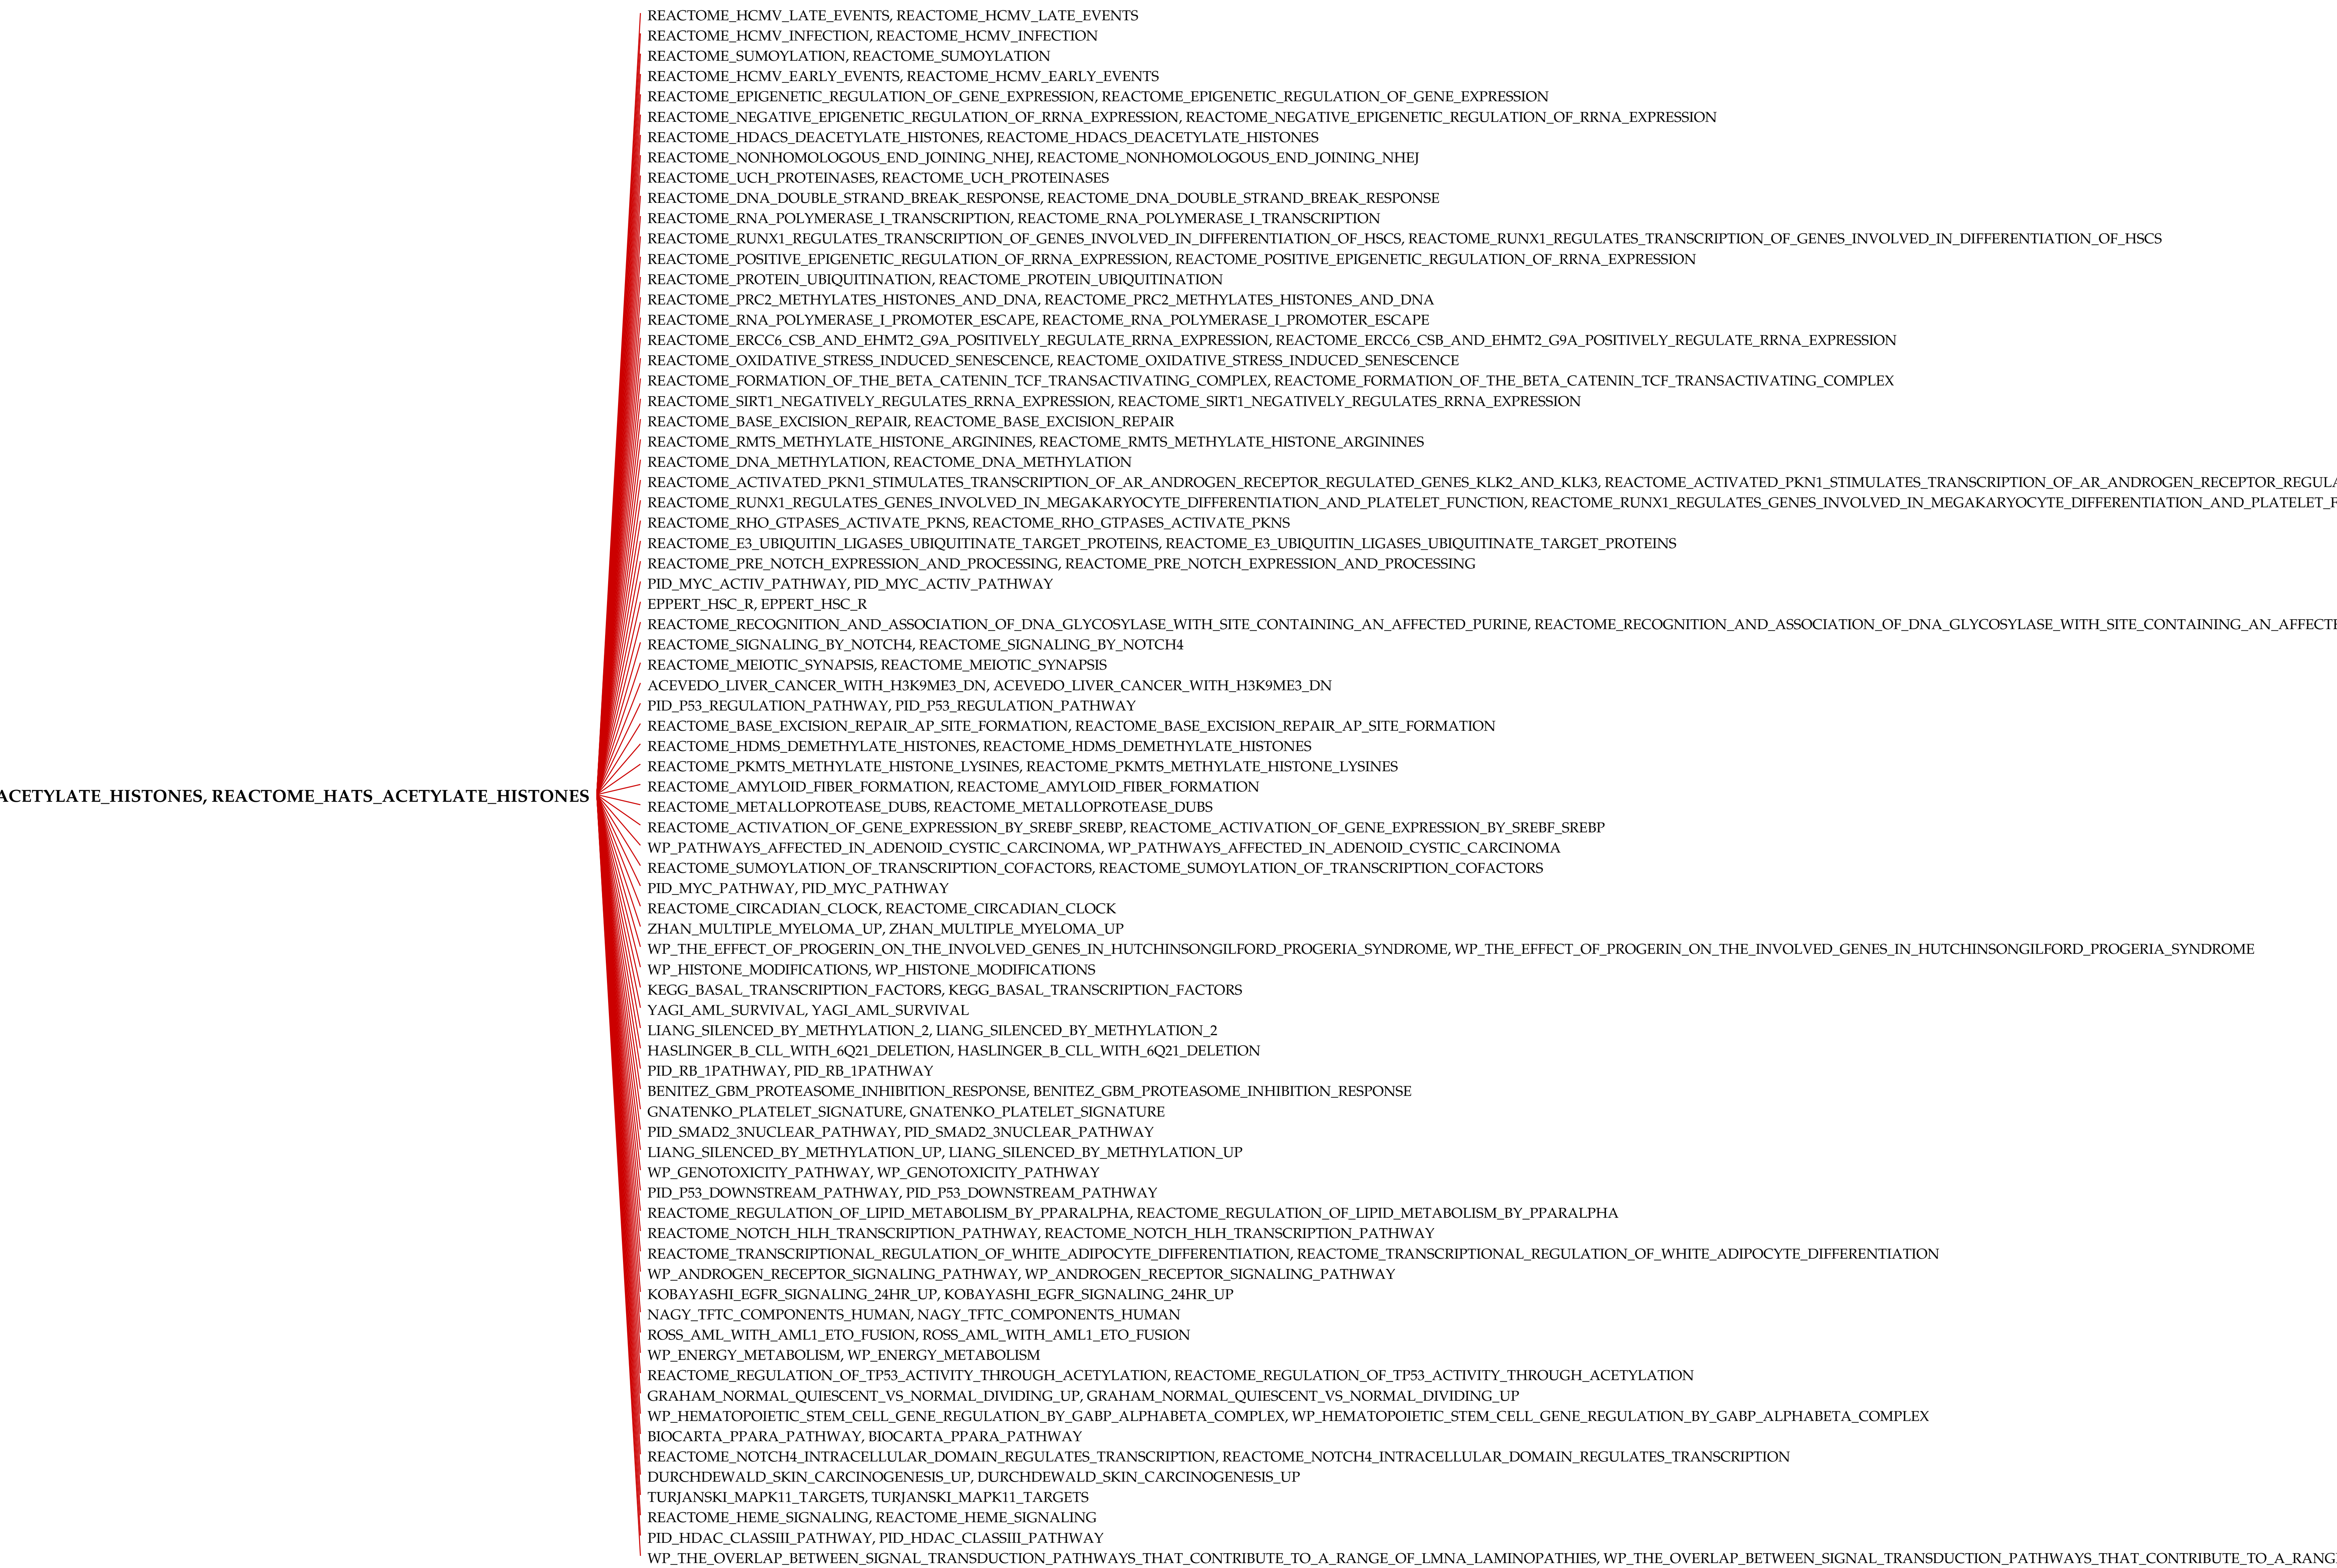 REACTOME_HCMV_LATE_EVENTS, REACTOME_HCMV_LATE_EVENTS
REACTOME_HCMV_INFECTION, REACTOME_HCMV_INFECTION
REACTOME_SUMOYLATION, REACTOME_SUMOYLATION
REACTOME_HCMV_EARLY_EVENTS, REACTOME_HCMV_EARLY_EVENTS
REACTOME_EPIGENETIC_REGULATION_OF_GENE_EXPRESSION, REACTOME_EPIGENETIC_REGULATION_OF_GENE_EXPRESSION
REACTOME_NEGATIVE_EPIGENETIC_REGULATION_OF_RRNA_EXPRESSION, REACTOME_NEGATIVE_EPIGENETIC_REGULATION_OF_RRNA_EXPRESSION
REACTOME_HDACS_DEACETYLATE_HISTONES, REACTOME_HDACS_DEACETYLATE_HISTONES
REACTOME_NONHOMOLOGOUS_END_JOINING_NHEJ, REACTOME_NONHOMOLOGOUS_END_JOINING_NHEJ
REACTOME_UCH_PROTEINASES, REACTOME_UCH_PROTEINASES
REACTOME_DNA_DOUBLE_STRAND_BREAK_RESPONSE, REACTOME_DNA_DOUBLE_STRAND_BREAK_RESPONSE
REACTOME_RNA_POLYMERASE_I_TRANSCRIPTION, REACTOME_RNA_POLYMERASE_I_TRANSCRIPTION
REACTOME_RUNX1_REGULATES_TRANSCRIPTION_OF_GENES_INVOLVED_IN_DIFFERENTIATION_OF_HSCS, REACTOME_RUNX1_REGULATES_TRANSCRIPTION_OF_GENES_INVOLVED_IN_DIFFERENTIATION_OF_HSCS
REACTOME_POSITIVE_EPIGENETIC_REGULATION_OF_RRNA_EXPRESSION, REACTOME_POSITIVE_EPIGENETIC_REGULATION_OF_RRNA_EXPRESSION
REACTOME_PROTEIN_UBIQUITINATION, REACTOME_PROTEIN_UBIQUITINATION
REACTOME_PRC2_METHYLATES_HISTONES_AND_DNA, REACTOME_PRC2_METHYLATES_HISTONES_AND_DNA
REACTOME_RNA_POLYMERASE_I_PROMOTER_ESCAPE, REACTOME_RNA_POLYMERASE_I_PROMOTER_ESCAPE
REACTOME_ERCC6_CSB_AND_EHMT2_G9A_POSITIVELY_REGULATE_RRNA_EXPRESSION, REACTOME_ERCC6_CSB_AND_EHMT2_G9A_POSITIVELY_REGULATE_RRNA_EXPRESSION
REACTOME_OXIDATIVE_STRESS_INDUCED_SENESCENCE, REACTOME_OXIDATIVE_STRESS_INDUCED_SENESCENCE
REACTOME_FORMATION_OF_THE_BETA_CATENIN_TCF_TRANSACTIVATING_COMPLEX, REACTOME_FORMATION_OF_THE_BETA_CATENIN_TCF_TRANSACTIVATING_COMPLEX
REACTOME_SIRT1_NEGATIVELY_REGULATES_RRNA_EXPRESSION, REACTOME_SIRT1_NEGATIVELY_REGULATES_RRNA_EXPRESSION
REACTOME_BASE_EXCISION_REPAIR, REACTOME_BASE_EXCISION_REPAIR
REACTOME_RMTS_METHYLATE_HISTONE_ARGININES, REACTOME_RMTS_METHYLATE_HISTONE_ARGININES
REACTOME_DNA_METHYLATION, REACTOME_DNA_METHYLATION
REACTOME_ACTIVATED_PKN1_STIMULATES_TRANSCRIPTION_OF_AR_ANDROGEN_RECEPTOR_REGULATED_GENES_KLK2_AND_KLK3, REACTOME_ACTIVATED_PKN1_STIMULATES_TRANSCRIPTION_OF_AR_ANDROGEN_RECEPTOR_REGULA
REACTOME_RUNX1_REGULATES_GENES_INVOLVED_IN_MEGAKARYOCYTE_DIFFERENTIATION_AND_PLATELET_FUNCTION, REACTOME_RUNX1_REGULATES_GENES_INVOLVED_IN_MEGAKARYOCYTE_DIFFERENTIATION_AND_PLATELET_F
REACTOME_RHO_GTPASES_ACTIVATE_PKNS, REACTOME_RHO_GTPASES_ACTIVATE_PKNS
REACTOME_E3_UBIQUITIN_LIGASES_UBIQUITINATE_TARGET_PROTEINS, REACTOME_E3_UBIQUITIN_LIGASES_UBIQUITINATE_TARGET_PROTEINS
REACTOME_PRE_NOTCH_EXPRESSION_AND_PROCESSING, REACTOME_PRE_NOTCH_EXPRESSION_AND_PROCESSING
PID_MYC_ACTIV_PATHWAY, PID_MYC_ACTIV_PATHWAY
EPPERT_HSC_R, EPPERT_HSC_R
REACTOME_RECOGNITION_AND_ASSOCIATION_OF_DNA_GLYCOSYLASE_WITH_SITE_CONTAINING_AN_AFFECTED_PURINE, REACTOME_RECOGNITION_AND_ASSOCIATION_OF_DNA_GLYCOSYLASE_WITH_SITE_CONTAINING_AN_AFFECTE
REACTOME_SIGNALING_BY_NOTCH4, REACTOME_SIGNALING_BY_NOTCH4
REACTOME_MEIOTIC_SYNAPSIS, REACTOME_MEIOTIC_SYNAPSIS
ACEVEDO_LIVER_CANCER_WITH_H3K9ME3_DN, ACEVEDO_LIVER_CANCER_WITH_H3K9ME3_DN
PID_P53_REGULATION_PATHWAY, PID_P53_REGULATION_PATHWAY
REACTOME_BASE_EXCISION_REPAIR_AP_SITE_FORMATION, REACTOME_BASE_EXCISION_REPAIR_AP_SITE_FORMATION
REACTOME_HDMS_DEMETHYLATE_HISTONES, REACTOME_HDMS_DEMETHYLATE_HISTONES
REACTOME_PKMTS_METHYLATE_HISTONE_LYSINES, REACTOME_PKMTS_METHYLATE_HISTONE_LYSINES
REACTOME_AMYLOID_FIBER_FORMATION, REACTOME_AMYLOID_FIBER_FORMATION
ACETYLATE_HISTONES, REACTOME_HATS_ACETYLATE_HISTONES
REACTOME_METALLOPROTEASE_DUBS, REACTOME_METALLOPROTEASE_DUBS
REACTOME_ACTIVATION_OF_GENE_EXPRESSION_BY_SREBF_SREBP, REACTOME_ACTIVATION_OF_GENE_EXPRESSION_BY_SREBF_SREBP
WP_PATHWAYS_AFFECTED_IN_ADENOID_CYSTIC_CARCINOMA, WP_PATHWAYS_AFFECTED_IN_ADENOID_CYSTIC_CARCINOMA
REACTOME_SUMOYLATION_OF_TRANSCRIPTION_COFACTORS, REACTOME_SUMOYLATION_OF_TRANSCRIPTION_COFACTORS
PID_MYC_PATHWAY, PID_MYC_PATHWAY
REACTOME_CIRCADIAN_CLOCK, REACTOME_CIRCADIAN_CLOCK
ZHAN_MULTIPLE_MYELOMA_UP, ZHAN_MULTIPLE_MYELOMA_UP
WP_THE_EFFECT_OF_PROGERIN_ON_THE_INVOLVED_GENES_IN_HUTCHINSONGILFORD_PROGERIA_SYNDROME, WP_THE_EFFECT_OF_PROGERIN_ON_THE_INVOLVED_GENES_IN_HUTCHINSONGILFORD_PROGERIA_SYNDROME
WP_HISTONE_MODIFICATIONS, WP_HISTONE_MODIFICATIONS
KEGG_BASAL_TRANSCRIPTION_FACTORS, KEGG_BASAL_TRANSCRIPTION_FACTORS
YAGI_AML_SURVIVAL, YAGI_AML_SURVIVAL
LIANG_SILENCED_BY_METHYLATION_2, LIANG_SILENCED_BY_METHYLATION_2
HASLINGER_B_CLL_WITH_6Q21_DELETION, HASLINGER_B_CLL_WITH_6Q21_DELETION
PID_RB_1PATHWAY, PID_RB_1PATHWAY
BENITEZ_GBM_PROTEASOME_INHIBITION_RESPONSE, BENITEZ_GBM_PROTEASOME_INHIBITION_RESPONSE
GNATENKO_PLATELET_SIGNATURE, GNATENKO_PLATELET_SIGNATURE
PID_SMAD2_3NUCLEAR_PATHWAY, PID_SMAD2_3NUCLEAR_PATHWAY
LIANG_SILENCED_BY_METHYLATION_UP, LIANG_SILENCED_BY_METHYLATION_UP
WP_GENOTOXICITY_PATHWAY, WP_GENOTOXICITY_PATHWAY
PID_P53_DOWNSTREAM_PATHWAY, PID_P53_DOWNSTREAM_PATHWAY
REACTOME_REGULATION_OF_LIPID_METABOLISM_BY_PPARALPHA, REACTOME_REGULATION_OF_LIPID_METABOLISM_BY_PPARALPHA
REACTOME_NOTCH_HLH_TRANSCRIPTION_PATHWAY, REACTOME_NOTCH_HLH_TRANSCRIPTION_PATHWAY
REACTOME_TRANSCRIPTIONAL_REGULATION_OF_WHITE_ADIPOCYTE_DIFFERENTIATION, REACTOME_TRANSCRIPTIONAL_REGULATION_OF_WHITE_ADIPOCYTE_DIFFERENTIATION
WP_ANDROGEN_RECEPTOR_SIGNALING_PATHWAY, WP_ANDROGEN_RECEPTOR_SIGNALING_PATHWAY
KOBAYASHI_EGFR_SIGNALING_24HR_UP, KOBAYASHI_EGFR_SIGNALING_24HR_UP
NAGY_TFTC_COMPONENTS_HUMAN, NAGY_TFTC_COMPONENTS_HUMAN
ROSS_AML_WITH_AML1_ETO_FUSION, ROSS_AML_WITH_AML1_ETO_FUSION
WP_ENERGY_METABOLISM, WP_ENERGY_METABOLISM
REACTOME_REGULATION_OF_TP53_ACTIVITY_THROUGH_ACETYLATION, REACTOME_REGULATION_OF_TP53_ACTIVITY_THROUGH_ACETYLATION
GRAHAM_NORMAL_QUIESCENT_VS_NORMAL_DIVIDING_UP, GRAHAM_NORMAL_QUIESCENT_VS_NORMAL_DIVIDING_UP
WP_HEMATOPOIETIC_STEM_CELL_GENE_REGULATION_BY_GABP_ALPHABETA_COMPLEX, WP_HEMATOPOIETIC_STEM_CELL_GENE_REGULATION_BY_GABP_ALPHABETA_COMPLEX
BIOCARTA_PPARA_PATHWAY, BIOCARTA_PPARA_PATHWAY
REACTOME_NOTCH4_INTRACELLULAR_DOMAIN_REGULATES_TRANSCRIPTION, REACTOME_NOTCH4_INTRACELLULAR_DOMAIN_REGULATES_TRANSCRIPTION
DURCHDEWALD_SKIN_CARCINOGENESIS_UP, DURCHDEWALD_SKIN_CARCINOGENESIS_UP
TURJANSKI_MAPK11_TARGETS, TURJANSKI_MAPK11_TARGETS
REACTOME_HEME_SIGNALING, REACTOME_HEME_SIGNALING
PID_HDAC_CLASSIII_PATHWAY, PID_HDAC_CLASSIII_PATHWAY
WP_THE_OVERLAP_BETWEEN_SIGNAL_TRANSDUCTION_PATHWAYS_THAT_CONTRIBUTE_TO_A_RANGE_OF_LMNA_LAMINOPATHIES, WP_THE_OVERLAP_BETWEEN_SIGNAL_TRANSDUCTION_PATHWAYS_THAT_CONTRIBUTE_TO_A_RANG